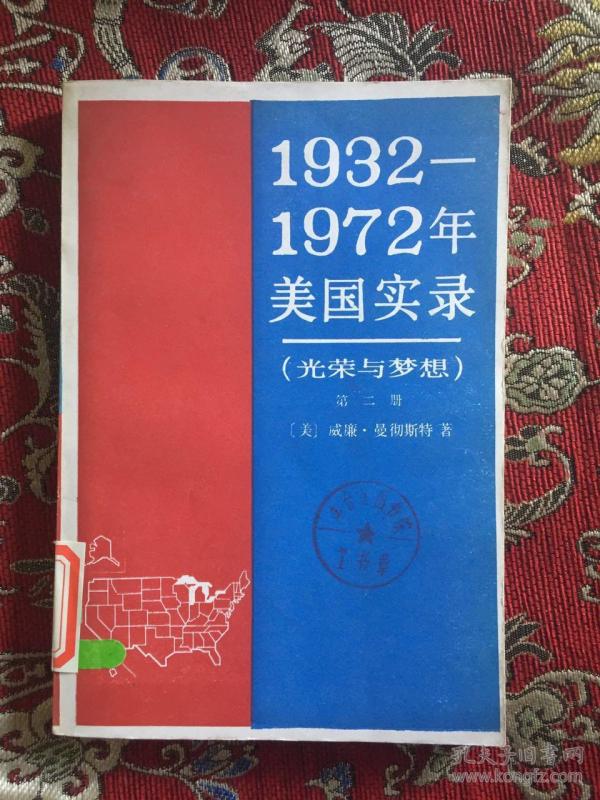 1932—
1972年
美国实录
(光荣与梦想)
第二册
〔美〕威廉·曼彻斯特著
孔夫子旧书网
www.kongfz.com